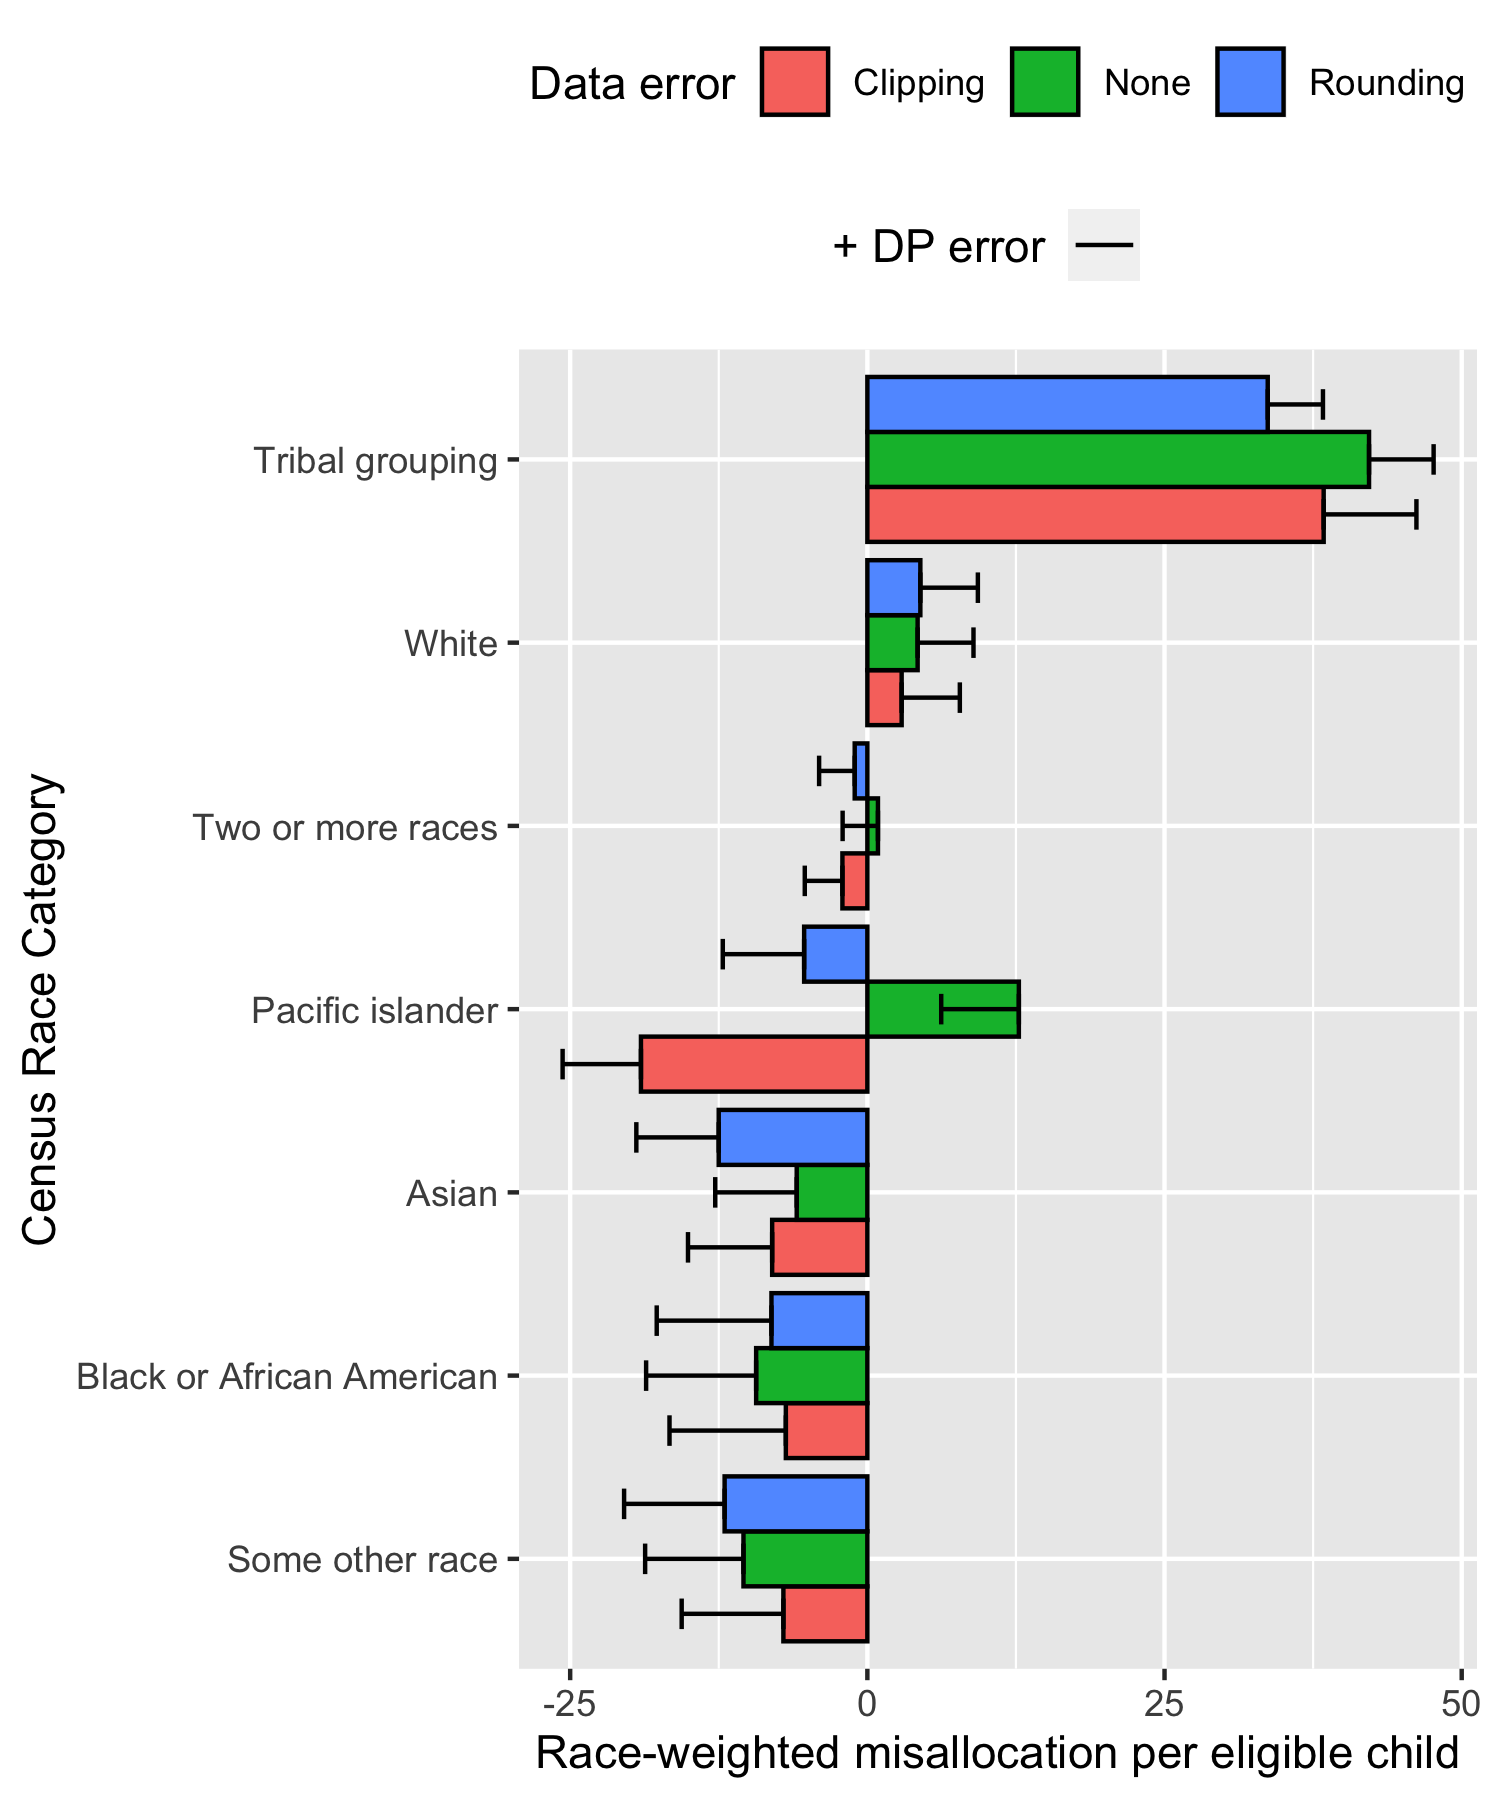 Data error Clipping None Rounding
+ DP error
Tribal grouping
White
Two or more races
Pacific islander
Asian
Black or African American
Some other race
Census Race Category
-25 0 25 50
Race-weighted misallocation per eligible child